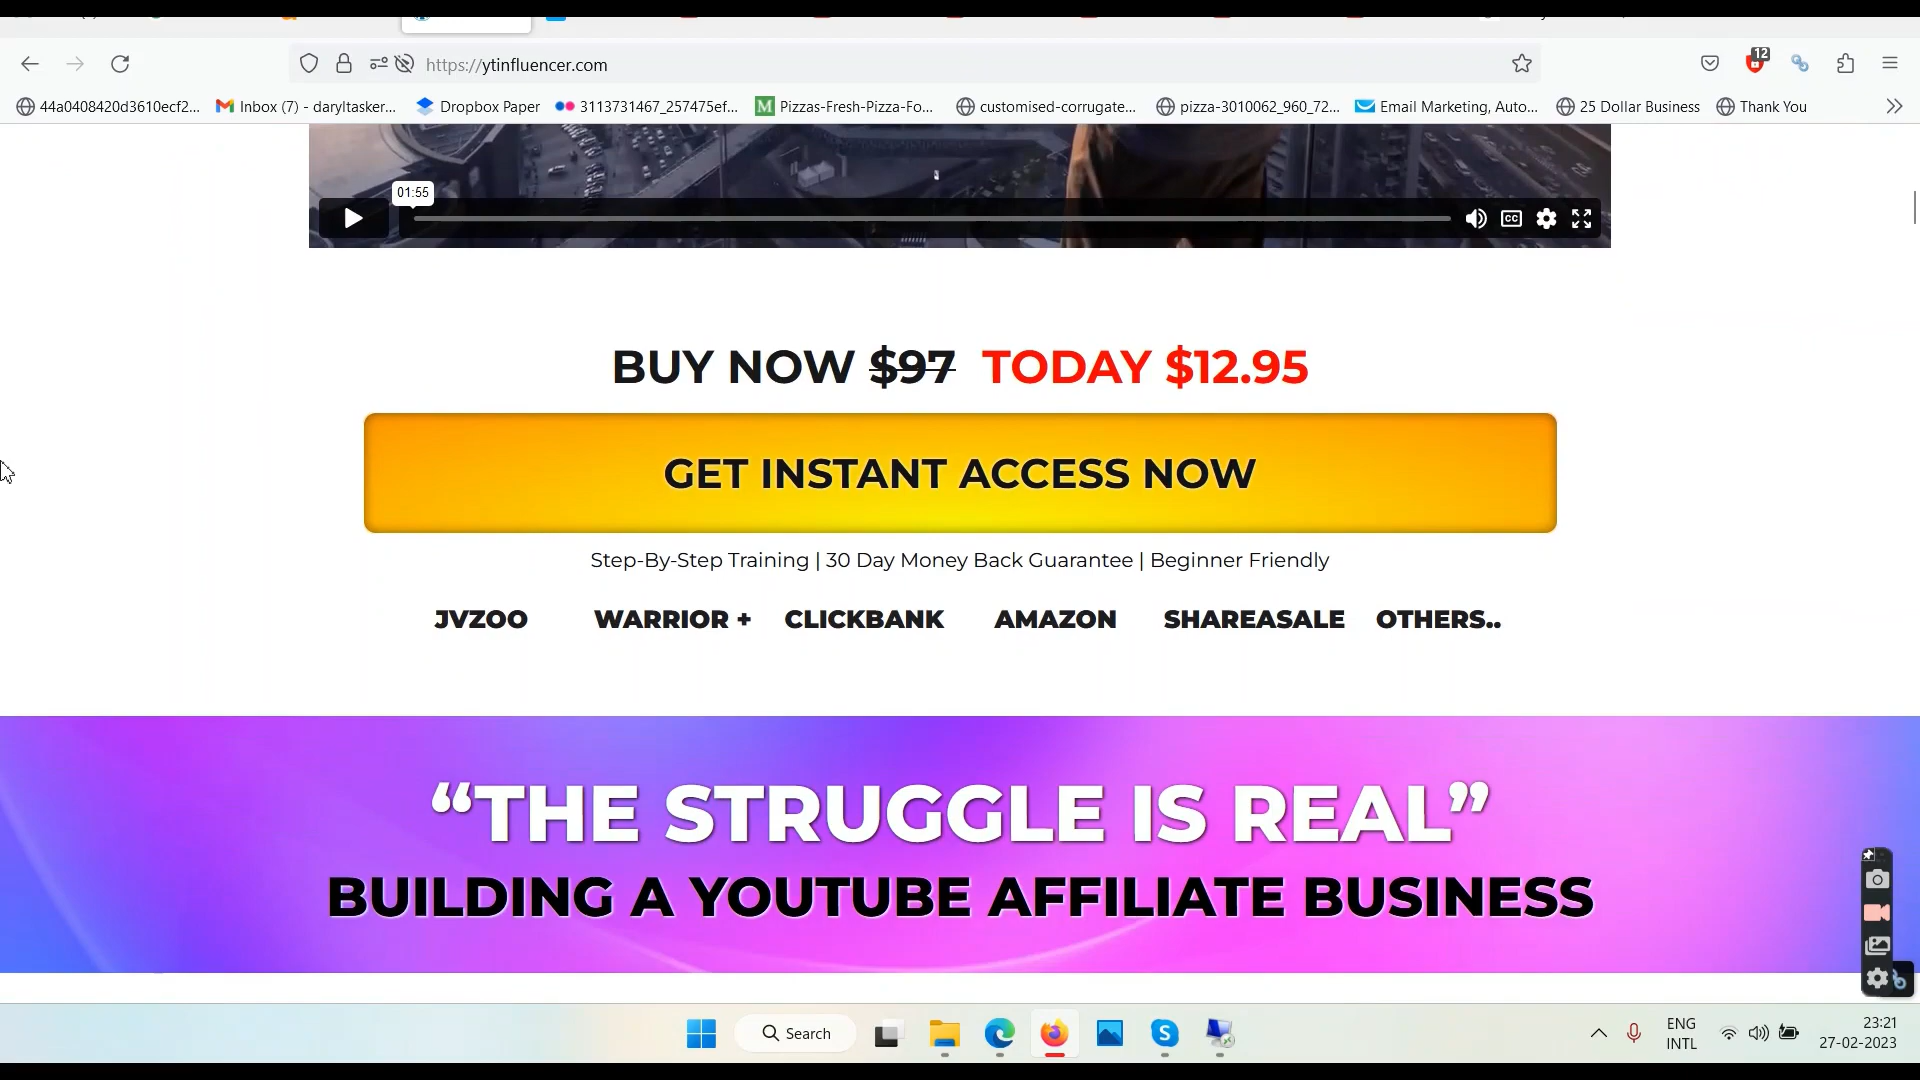 https://ytinfluencer.com
12
44a0408420d3610ecf2...
Inbox (7) - daryltasker...
Dropbox Paper
3113731467_257475ef...
Pizzas-Fresh-Pizza-Fo...
customised-corrugate...
pizza-3010062_960_72...
Email Marketing, Auto...
25 Dollar Business
Thank You
01:55
CC
BUY NOW $97 TODAY $12.95
GET INSTANT ACCESS NOW
Step-By-Step Training | 30 Day Money Back Guarantee | Beginner Friendly
JVZOO WARRIOR + CLICKBANK AMAZON SHAREASALE OTHERS..
“THE STRUGGLE IS REAL”
BUILDING A YOUTUBE AFFILIATE BUSINESS
Search
ENG
INTL
23:21
27-02-2023